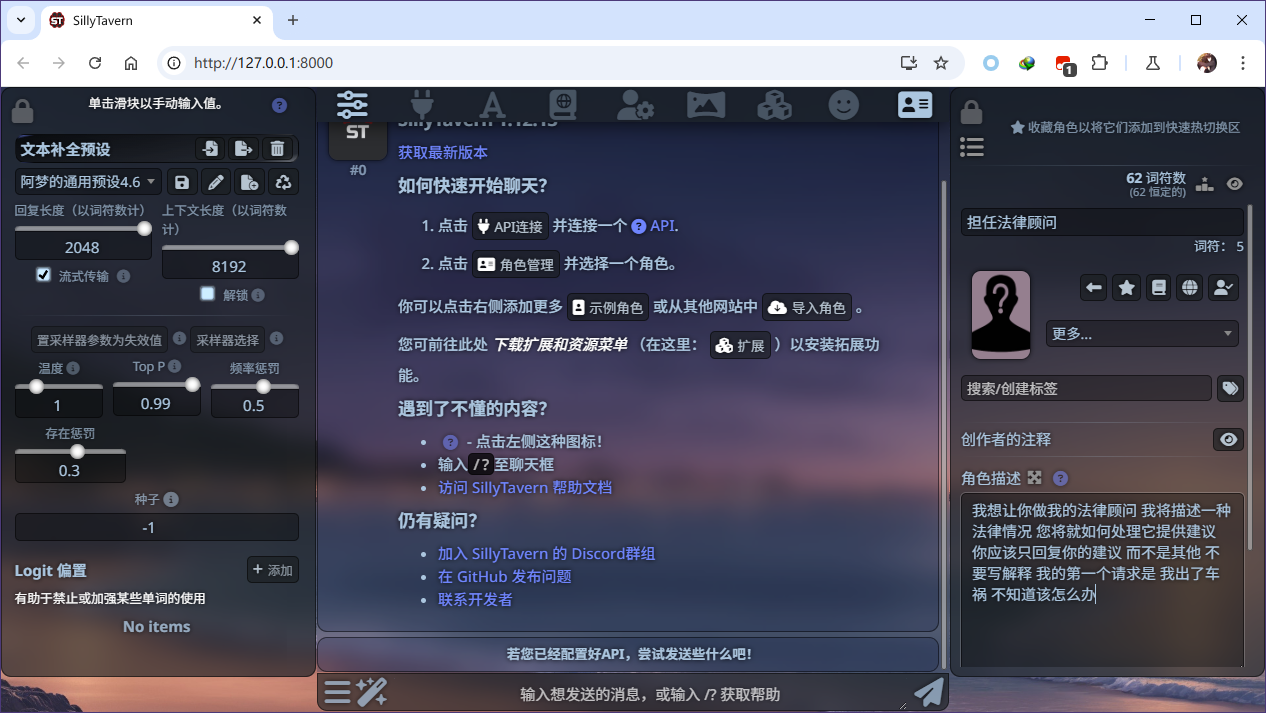 SillyTavern
http://127.0.0.1:8000
1
单击滑块以手动输入值。
文本补全预设
阿梦的通用预设4.6
回复长度（以词符数计）
上下文长度（以词符数计）
2048
8192
流式传输
解锁
置采样器参数为失效值
采样器选择
温度
Top P
频率惩罚
1
0.99
0.5
存在惩罚
0.3
种子
-1
Logit 偏置
添加
有助于禁止或加强某些单词的使用
No items
ST
#0
获取最新版本
如何快速开始聊天？
1. 点击 API连接 并连接一个 API.
2. 点击 角色管理 并选择一个角色。
你可以点击右侧添加更多 示例角色 或从其他网站中 导入角色 。
您可前往此处 下载扩展和资源菜单 （在这里： 扩展 ）以安装拓展功
能。
遇到了不懂的内容？
- 点击左侧这种图标！
输入 /? 至聊天框
访问 SillyTavern 帮助文档
仍有疑问？
加入 SillyTavern 的 Discord群组
在 GitHub 发布问题
联系开发者
若您已经配置好API，尝试发送些什么吧！
输入想发送的消息，或输入 /? 获取帮助
收藏角色以将它们添加到快速热切换区
62 词符数
(62 恒定的)
担任法律顾问
词符： 5
更多...
搜索/创建标签
创作者的注释
角色描述
我想让你做我的法律顾问 我将描述一种
法律情况 您将就如何处理它提供建议
你应该只回复你的建议 而不是其他 不
要写解释 我的第一个请求是 我出了车
祸 不知道该怎么办